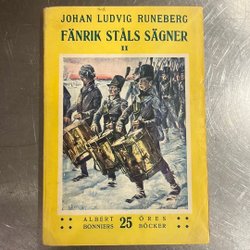 JOHAN LUDVIG RUNEBERG
FÄNRIK STÅLS SÄGNER
II
ALBERT 25 ÖRES
BONNIERS BÖCKER